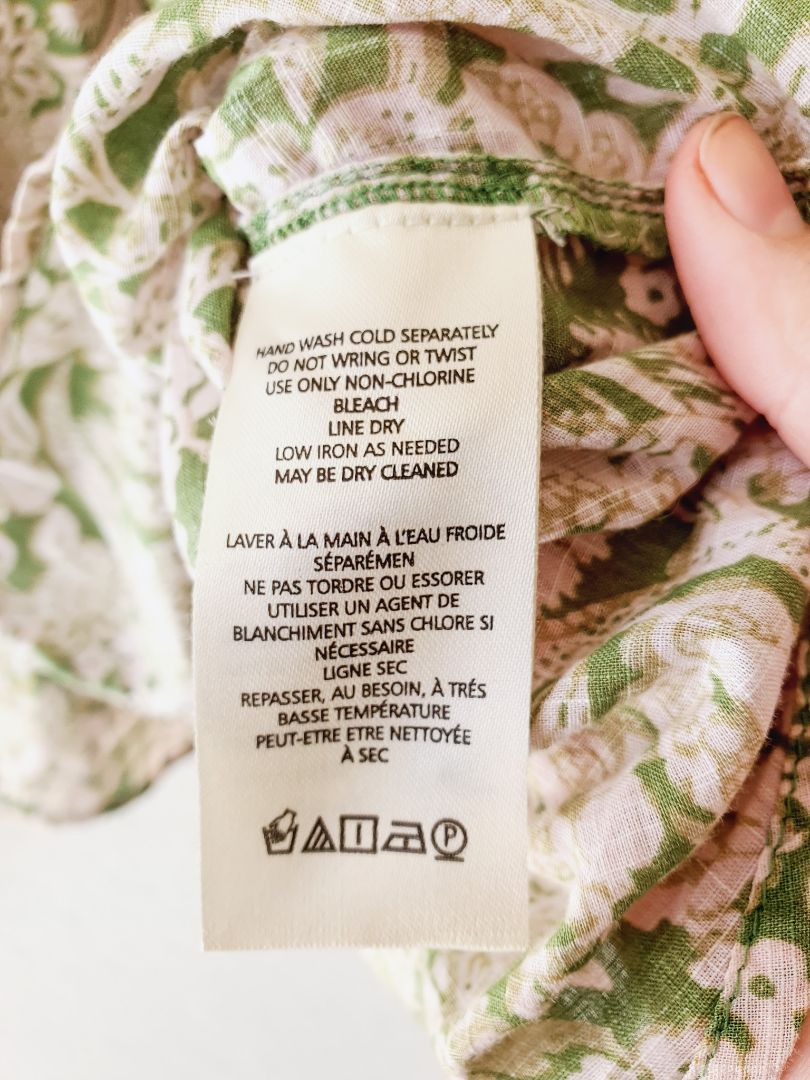 HAND WASH COLD SEPARATELY
DO NOT WRING OR TWIST
USE ONLY NON-CHLORINE
BLEACH
LINE DRY
LOW IRON AS NEEDED
MAY BE DRY CLEANED
LAVER À LA MAIN À L'EAU FROIDE
SÉPARÉMEN
NE PAS TORDRE OU ESSORER
UTILISER UN AGENT DE
BLANCHIMENT SANS CHLORE SI
NÉCESSAIRE
LIGNE SEC
REPASSER, AU BESOIN, À TRÉS
BASSE TEMPÉRATURE
PEUT-ETRE ETRE NETTOYÉE
À SEC
P